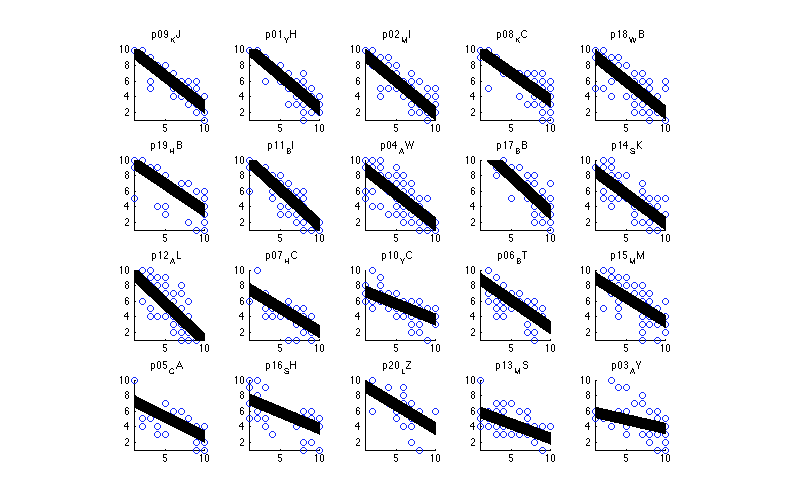 p09KJ p01YH p02MI p08KC p18WB
10 10 10 10 10
8 8 8 8 8
6 6 6 6 6
4 4 4 4 4
2 2 2 2 2
5 10 5 10 5 10 5 10 5 10
p19HB p11BI p04AW p17BB p14SK
10 10 10 10 10
8 8 8 8 8
6 6 6 6 6
4 4 4 4 4
2 2 2 2 2
5 10 5 10 5 10 5 10 5 10
p12AL p07HC p10YC p06BT p15MM
10 10 10 10 10
8 8 8 8 8
6 6 6 6 6
4 4 4 4 4
2 2 2 2 2
5 10 5 10 5 10 5 10 5 10
p05CA p16SH p20LZ p13MS p03AY
10 10 10 10 10
8 8 8 8 8
6 6 6 6 6
4 4 4 4 4
2 2 2 2 2
5 10 5 10 5 10 5 10 5 10